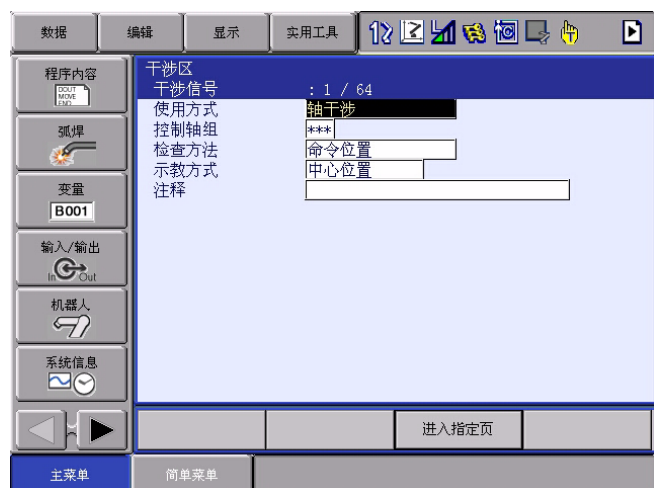 数据 编辑 显示 实用工具
程序内容
DOUT
MOVE
END
弧焊
变量
B001
输入/输出
In Out
机器人
系统信息
干涉区
干涉信号 : 1 / 64
使用方式 轴干涉
控制轴组 ***
检查方法 命令位置
示教方式 中心位置
注释
进入指定页
主菜单 简单菜单